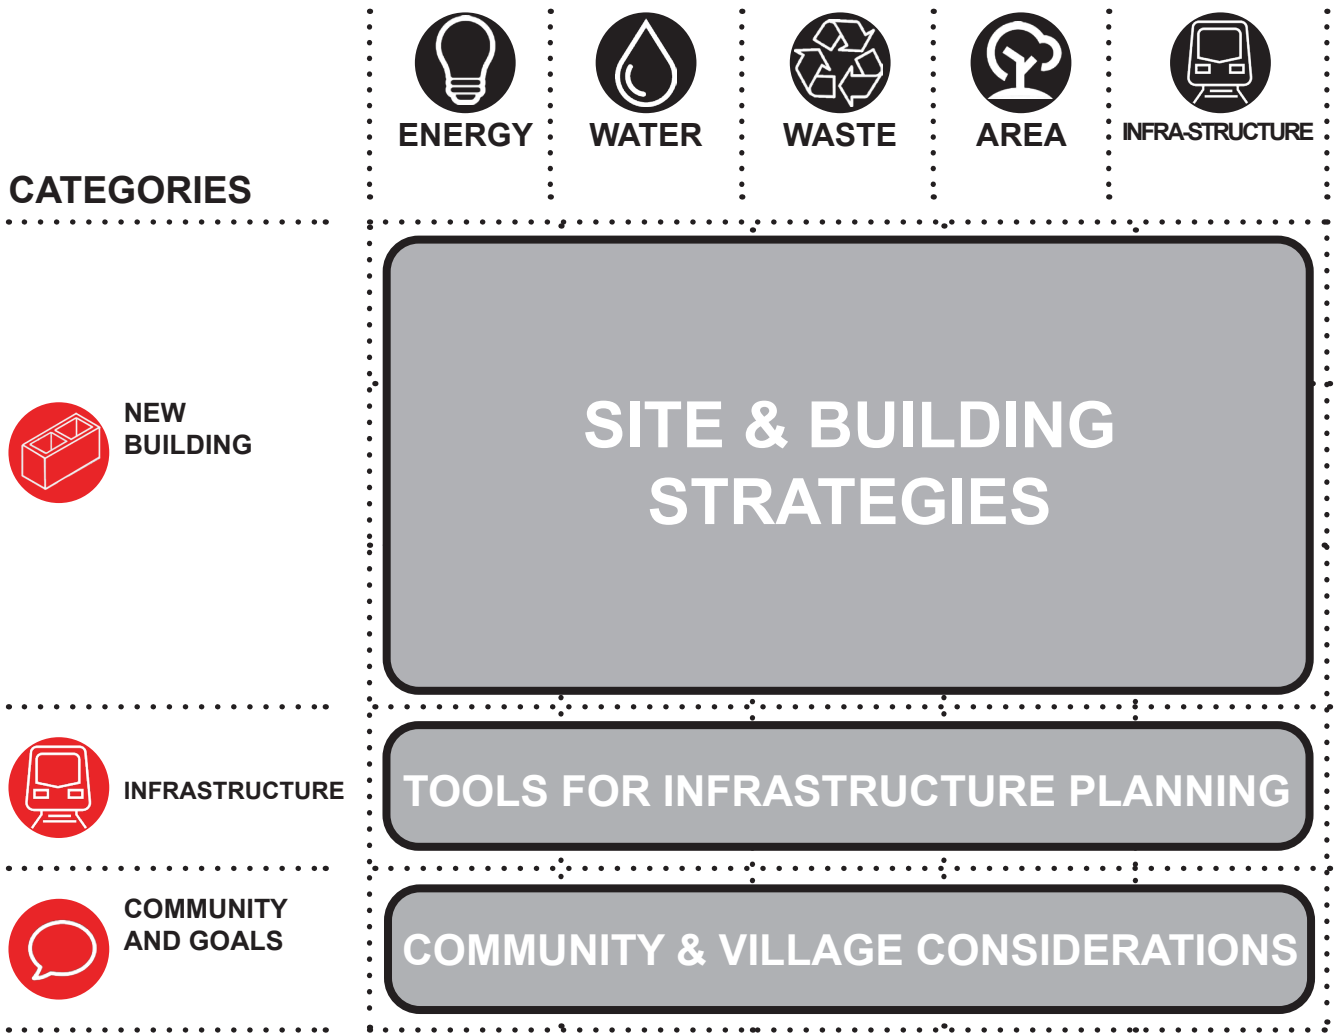 ENERGY
WATER
WASTE
AREA
INFRA-STRUCTURE
CATEGORIES
NEW
BUILDING
SITE & BUILDING
STRATEGIES
INFRASTRUCTURE
TOOLS FOR INFRASTRUCTURE PLANNING
COMMUNITY
AND GOALS
COMMUNITY & VILLAGE CONSIDERATIONS